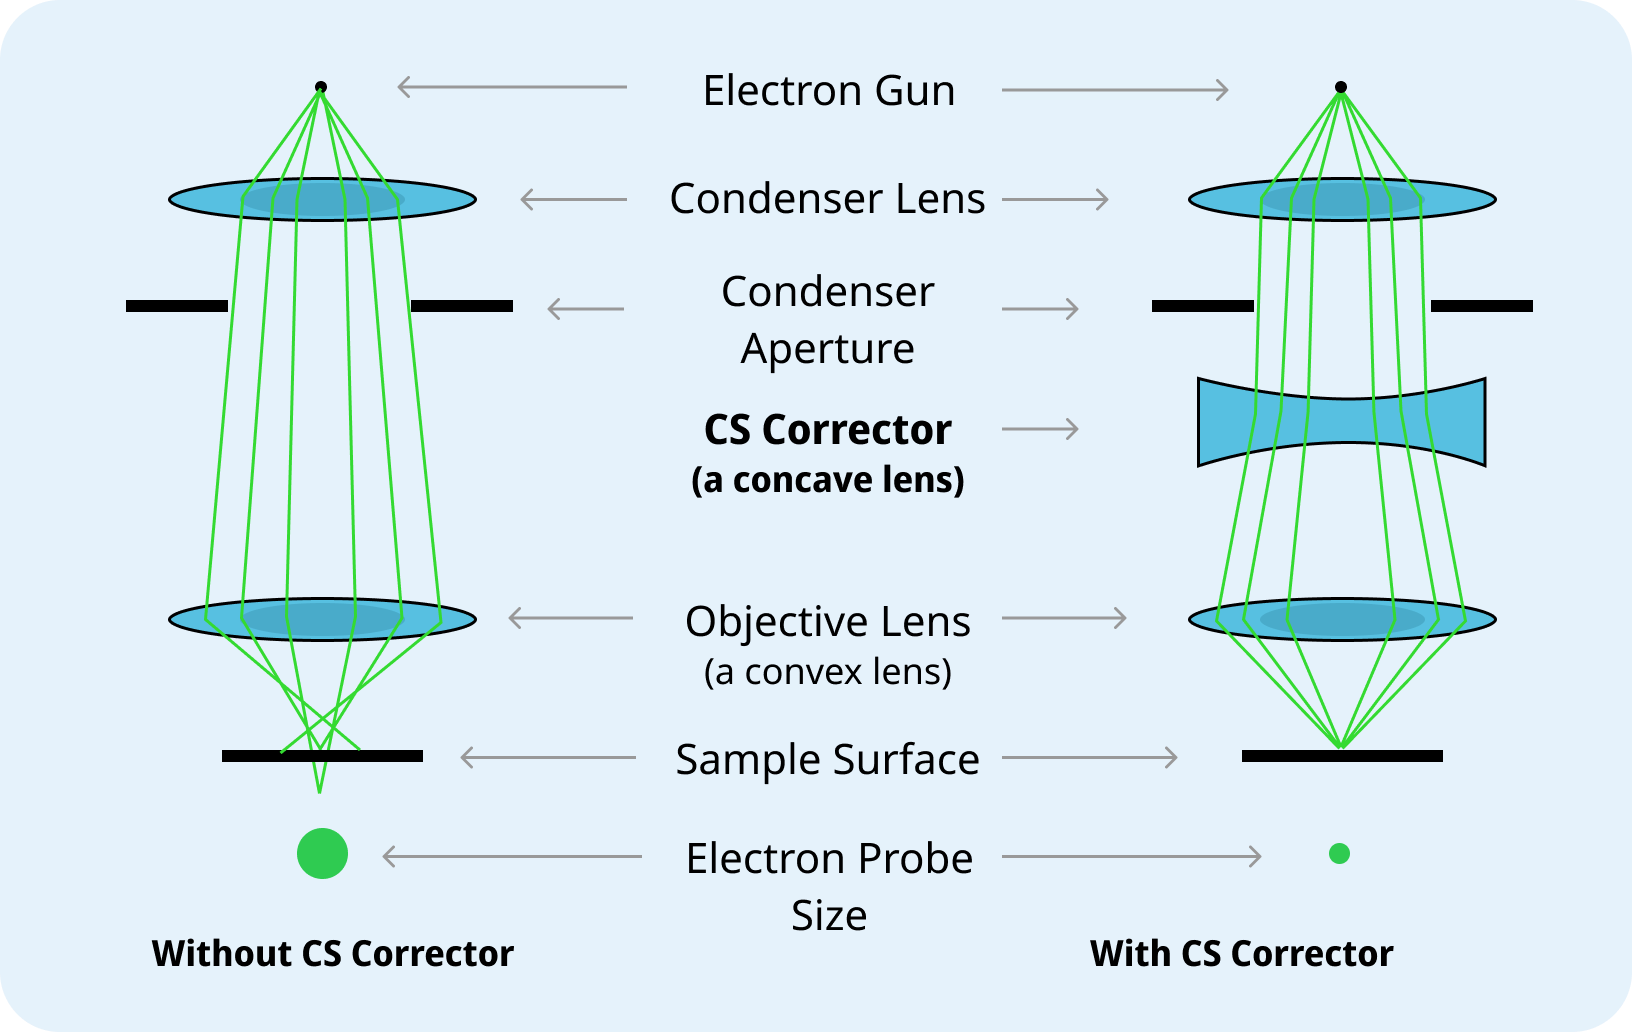 Electron Gun
Condenser Lens
Condenser
Aperture
CS Corrector
(a concave lens)
Objective Lens
(a convex lens)
Sample Surface
Electron Probe
Size
Without CS Corrector
With CS Corrector